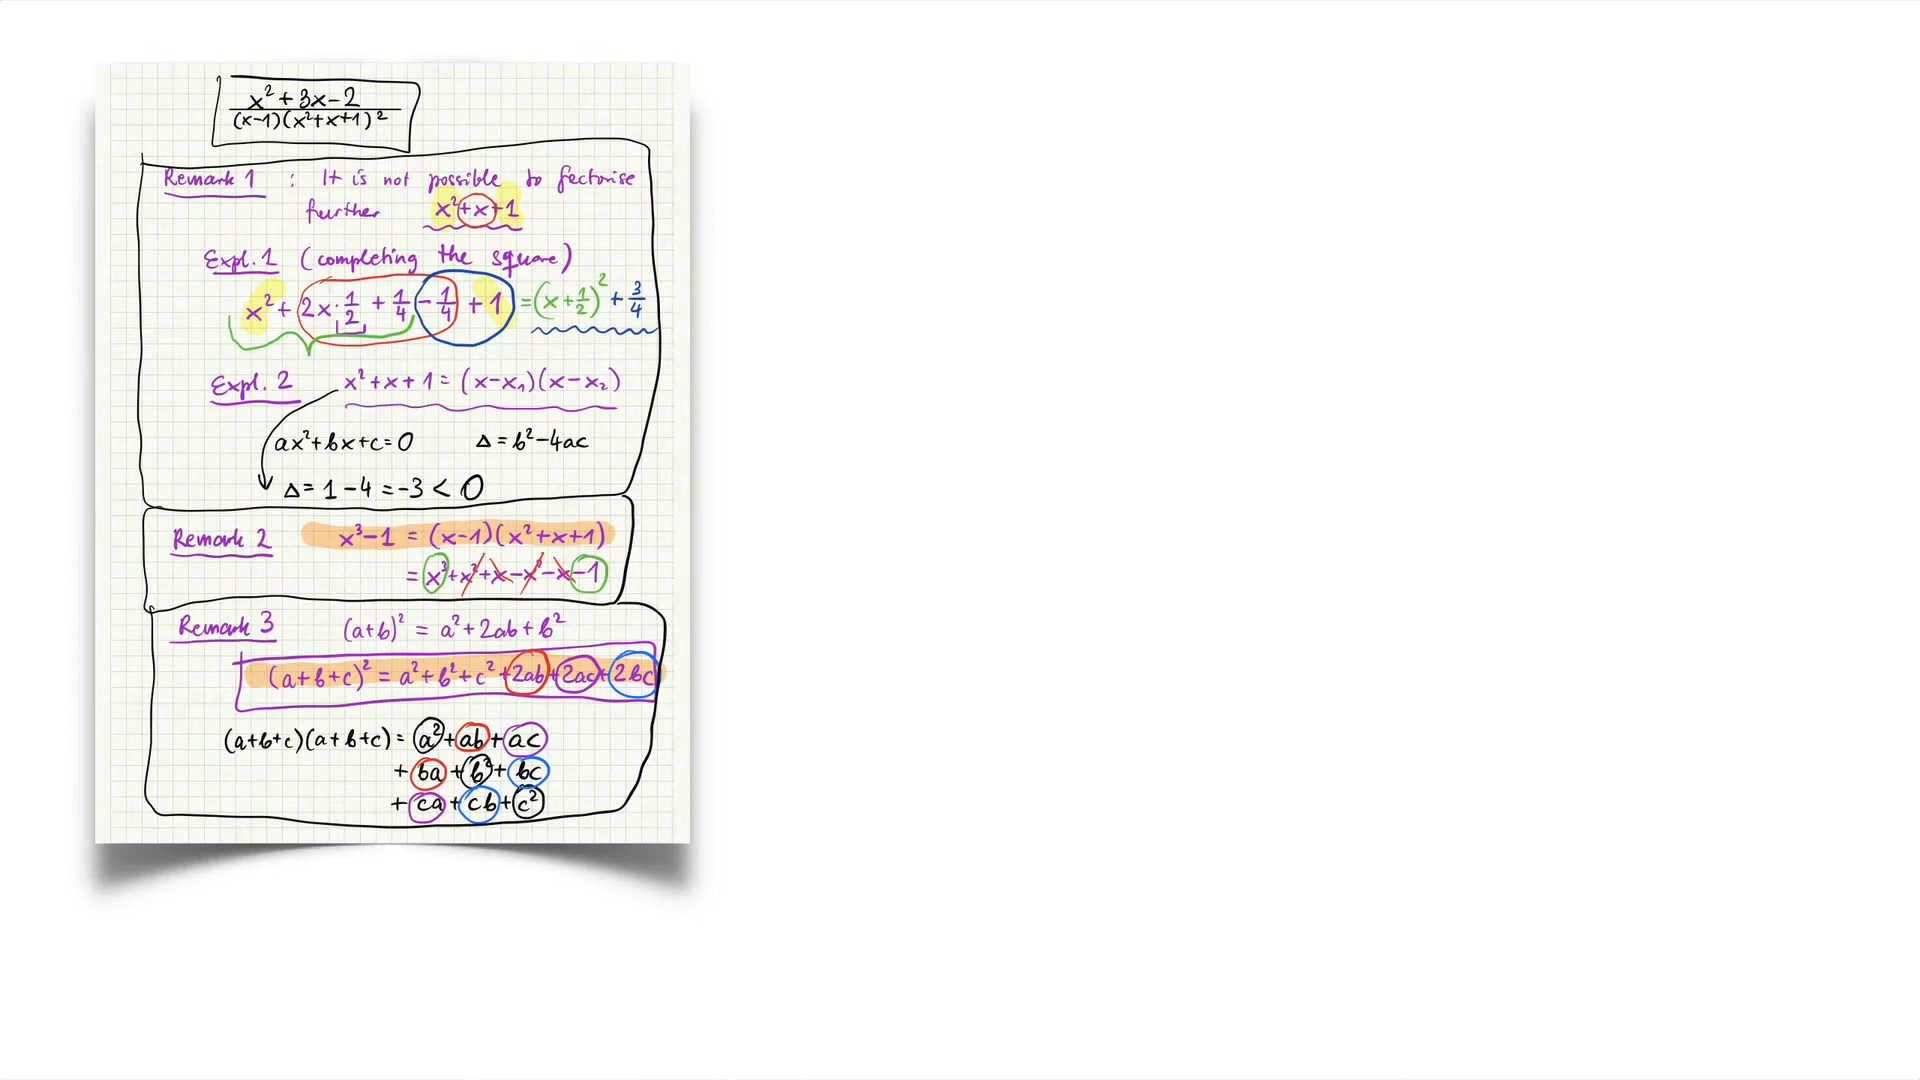 x² + 3x - 2
(x-1)(x²+x+1)²
Remark 1 : It is not possible to fectorise
further x²+x+1
Expl. 1 (completing the square)
x² + 2x·1/2 + 1/4 - 1/4 + 1 = (x+1/2)² + 3/4
Expl. 2 x²+x+1 = (x-x₁)(x-x₂)
ax²+bx+c=0 Δ = b²-4ac
Δ = 1-4 = -3 < 0
Remark 2 x³-1 = (x-1)(x²+x+1)
= x³+x²+x-x²-x-1
Remark 3 (a+b)² = a²+2ab+b²
(a+b+c)² = a²+b²+c²+2ab+2ac+2bc
(a+b+c)(a+b+c) = a²+ab+ac
+ba+b²+bc
+ca+cb+c²